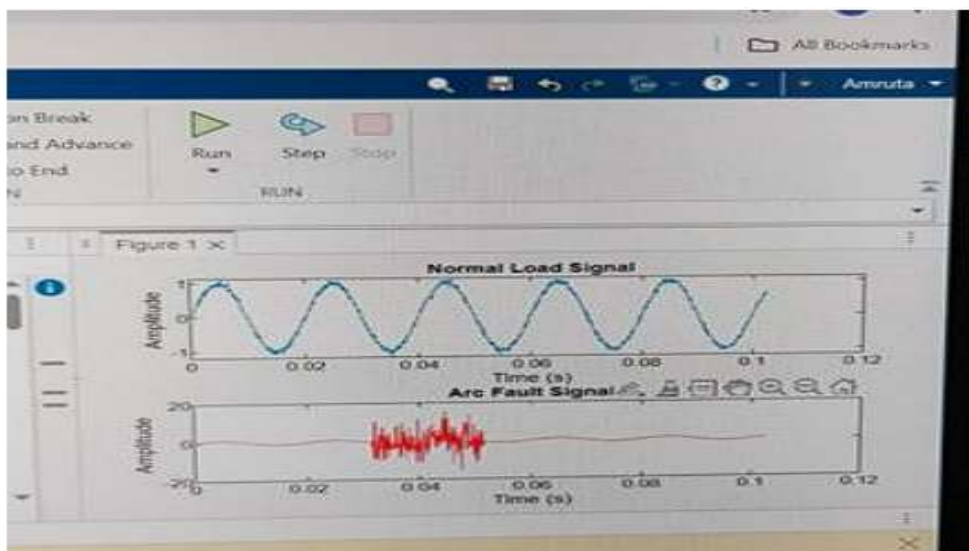 All Bookmarks
Amruta
on Break
and Advance
to End
Run
Step
Stop
RUN
Figure 1
Normal Load Signal
Amplitude
1
0
-1
0 0.02 0.04 0.06 0.08 0.1 0.12
Time (s)
Arc Fault Signal
Amplitude
20
0
-20
0 0.02 0.04 0.06 0.08 0.1 0.12
Time (s)